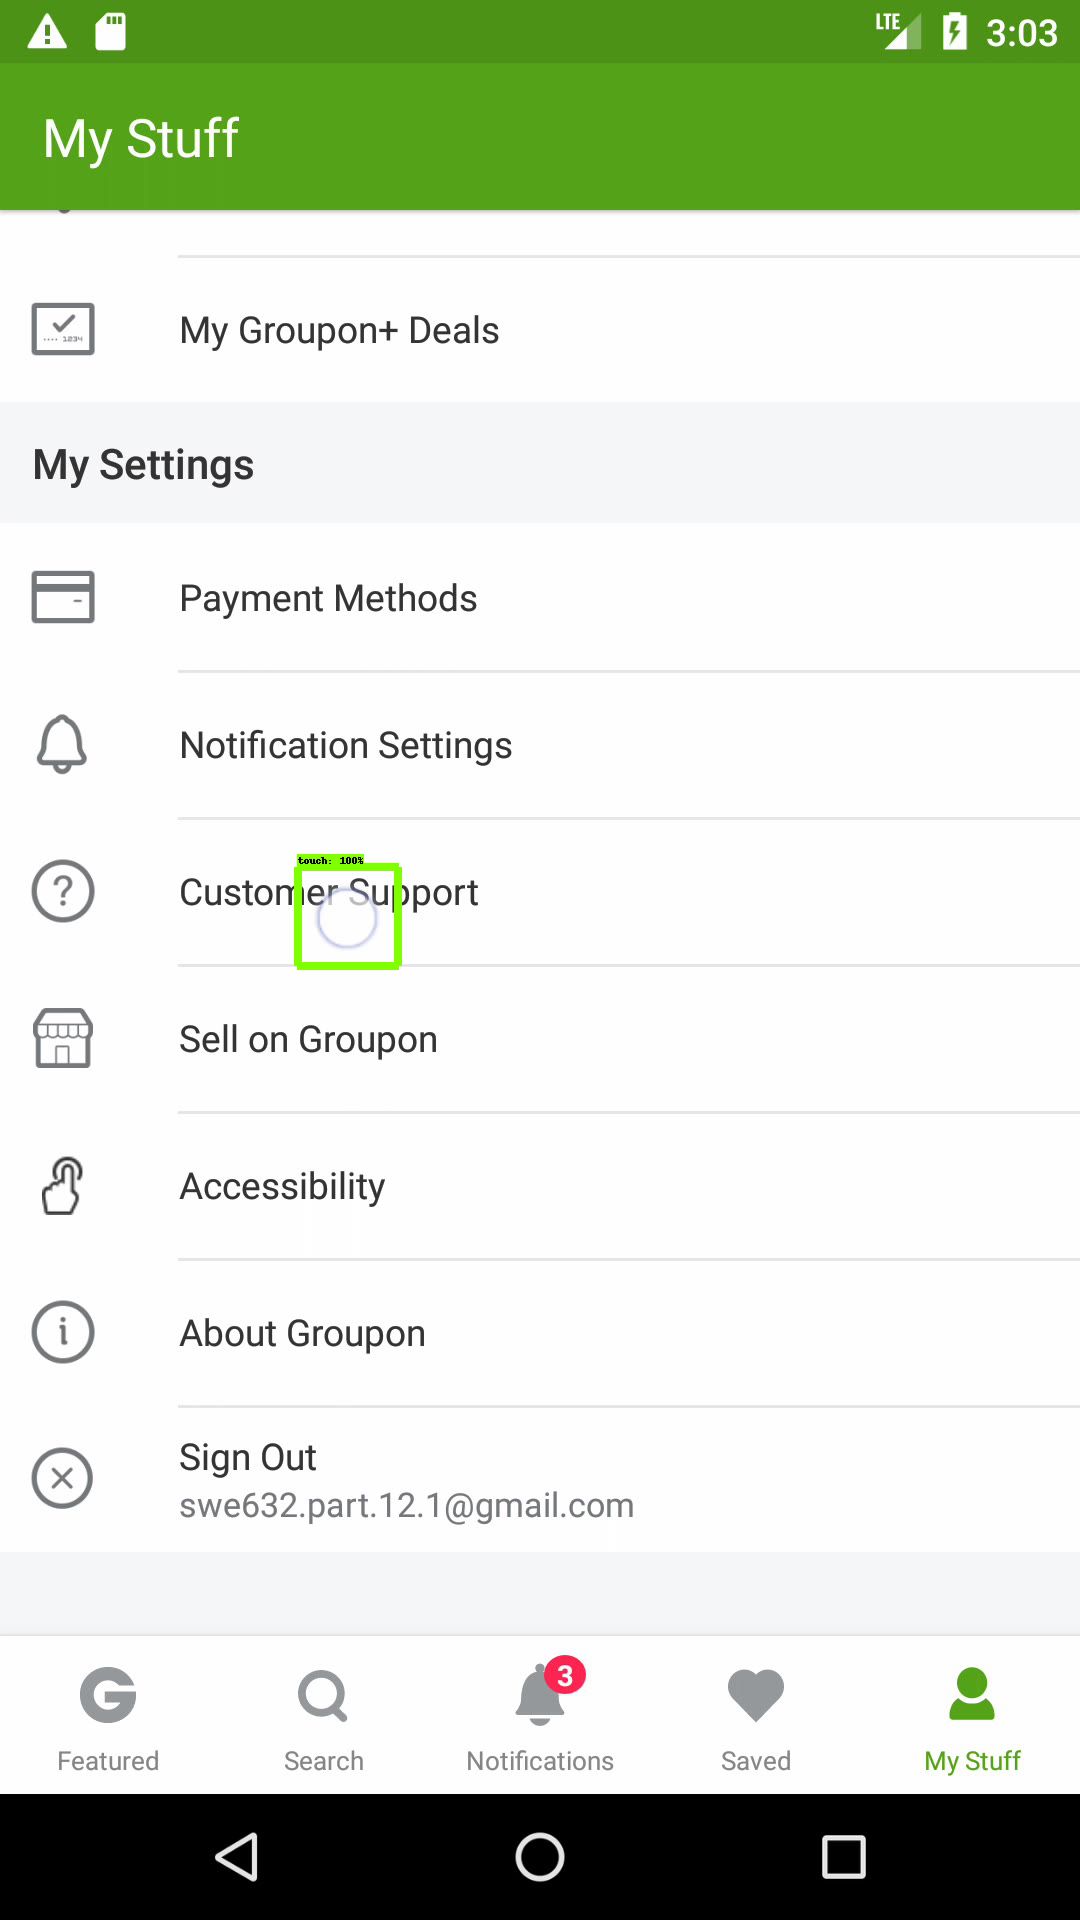 LTE 3:03
My Stuff
1234
My Groupon+ Deals
My Settings
Payment Methods
Notification Settings
touch: 100%
Customer Support
Sell on Groupon
Accessibility
About Groupon
Sign Out
swe632.part.12.1@gmail.com
3
Featured Search Notifications Saved My Stuff